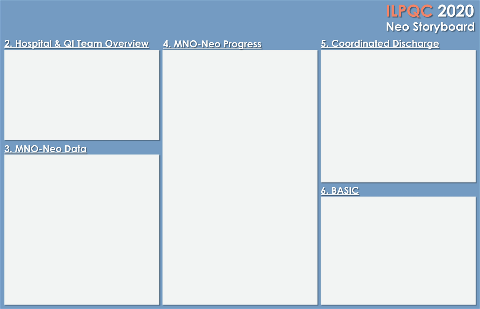 ILPQC 2020
Neo Storyboard
2. Hospital & QI Team Overview
3. MNO-Neo Data
4. MNO-Neo Progress
5. Coordinated Discharge
6. BASIC